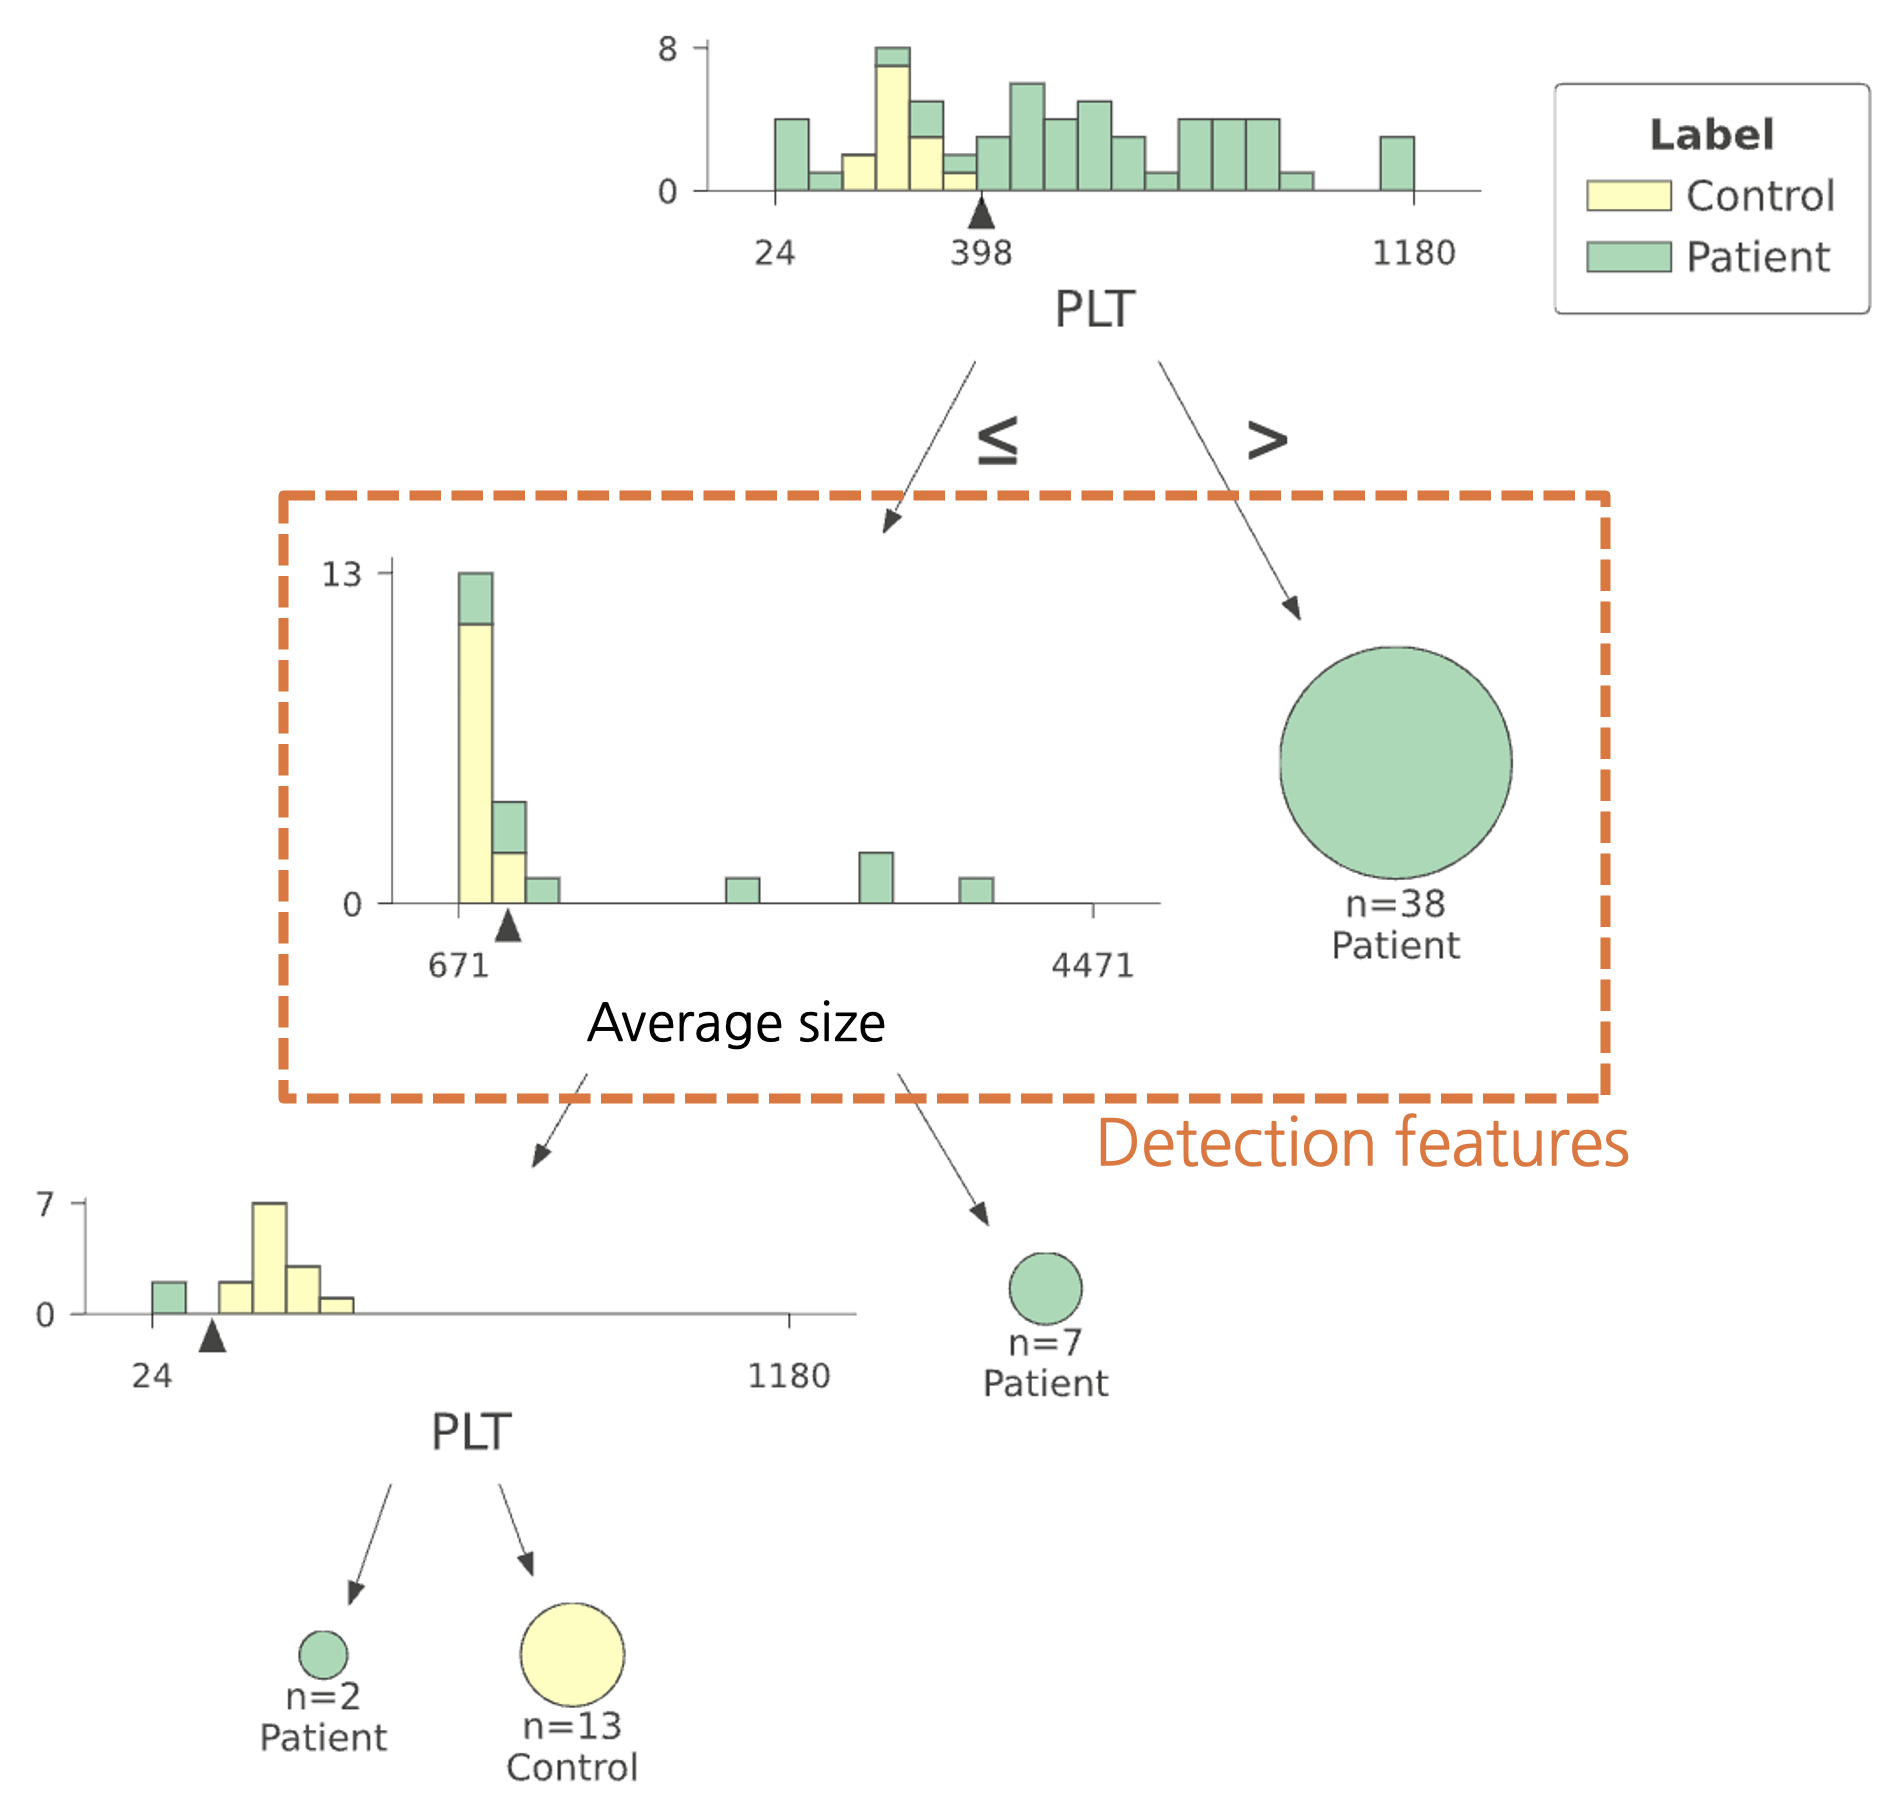 8
0
24
398
1180
PLT
Label
Control
Patient
≤
>
13
0
671
4471
Average size
n=38
Patient
Detection features
7
0
24
1180
PLT
n=7
Patient
n=2
Patient
n=13
Control